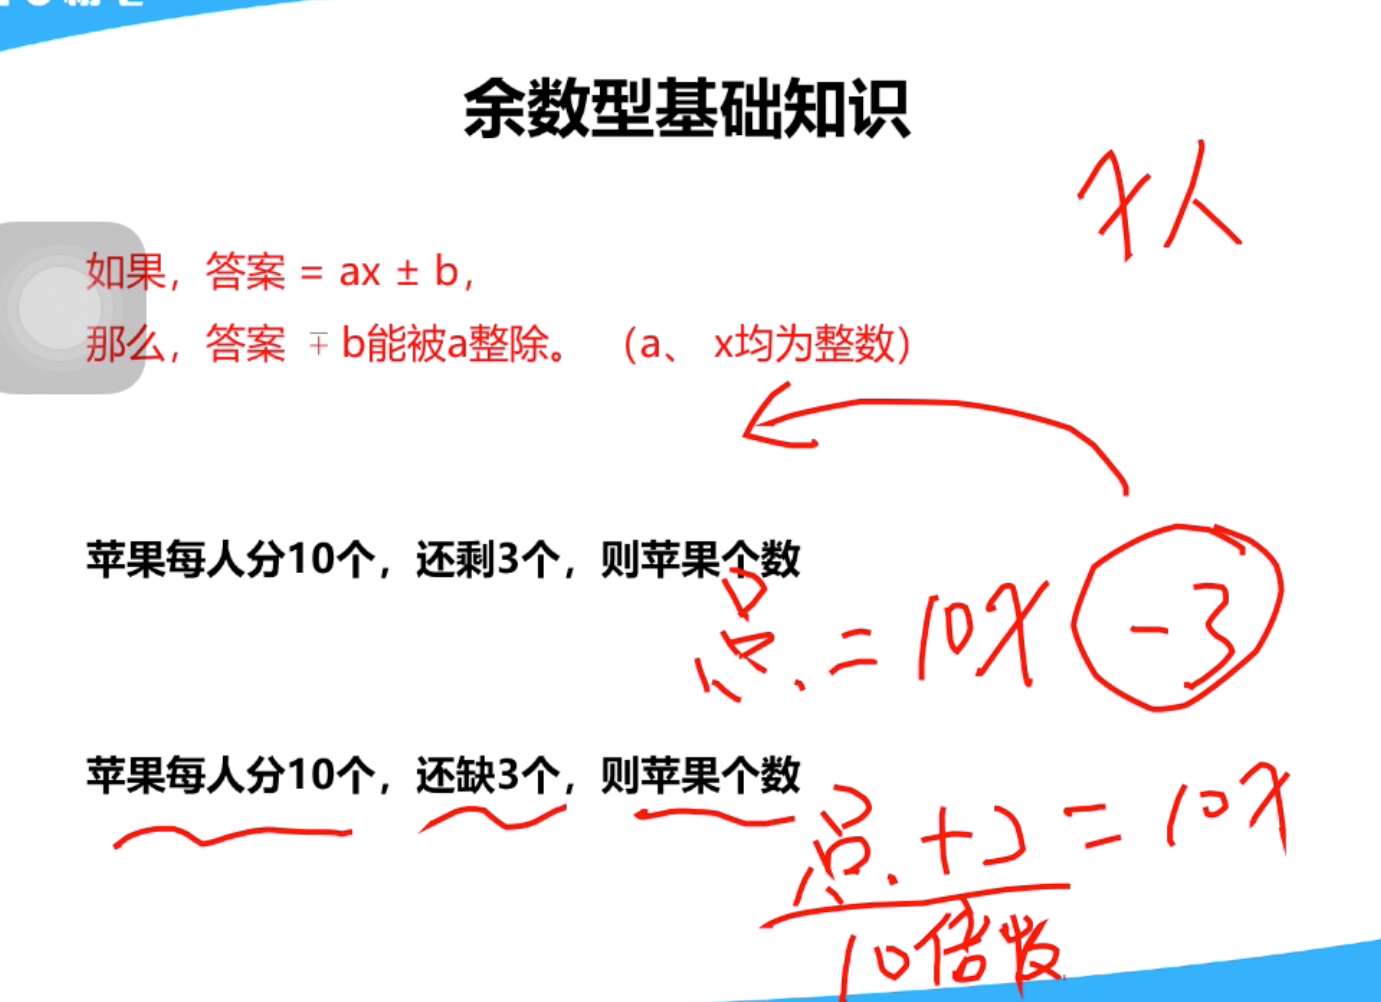 余数型基础知识
x人
如果，答案 = ax ± b，
那么，答案 ∓ b能被a整除。（a、 x均为整数）
苹果每人分10个，还剩3个，则苹果个数
总 = 10x - 3
苹果每人分10个，还缺3个，则苹果个数
总 + 3 = 10x
10倍数